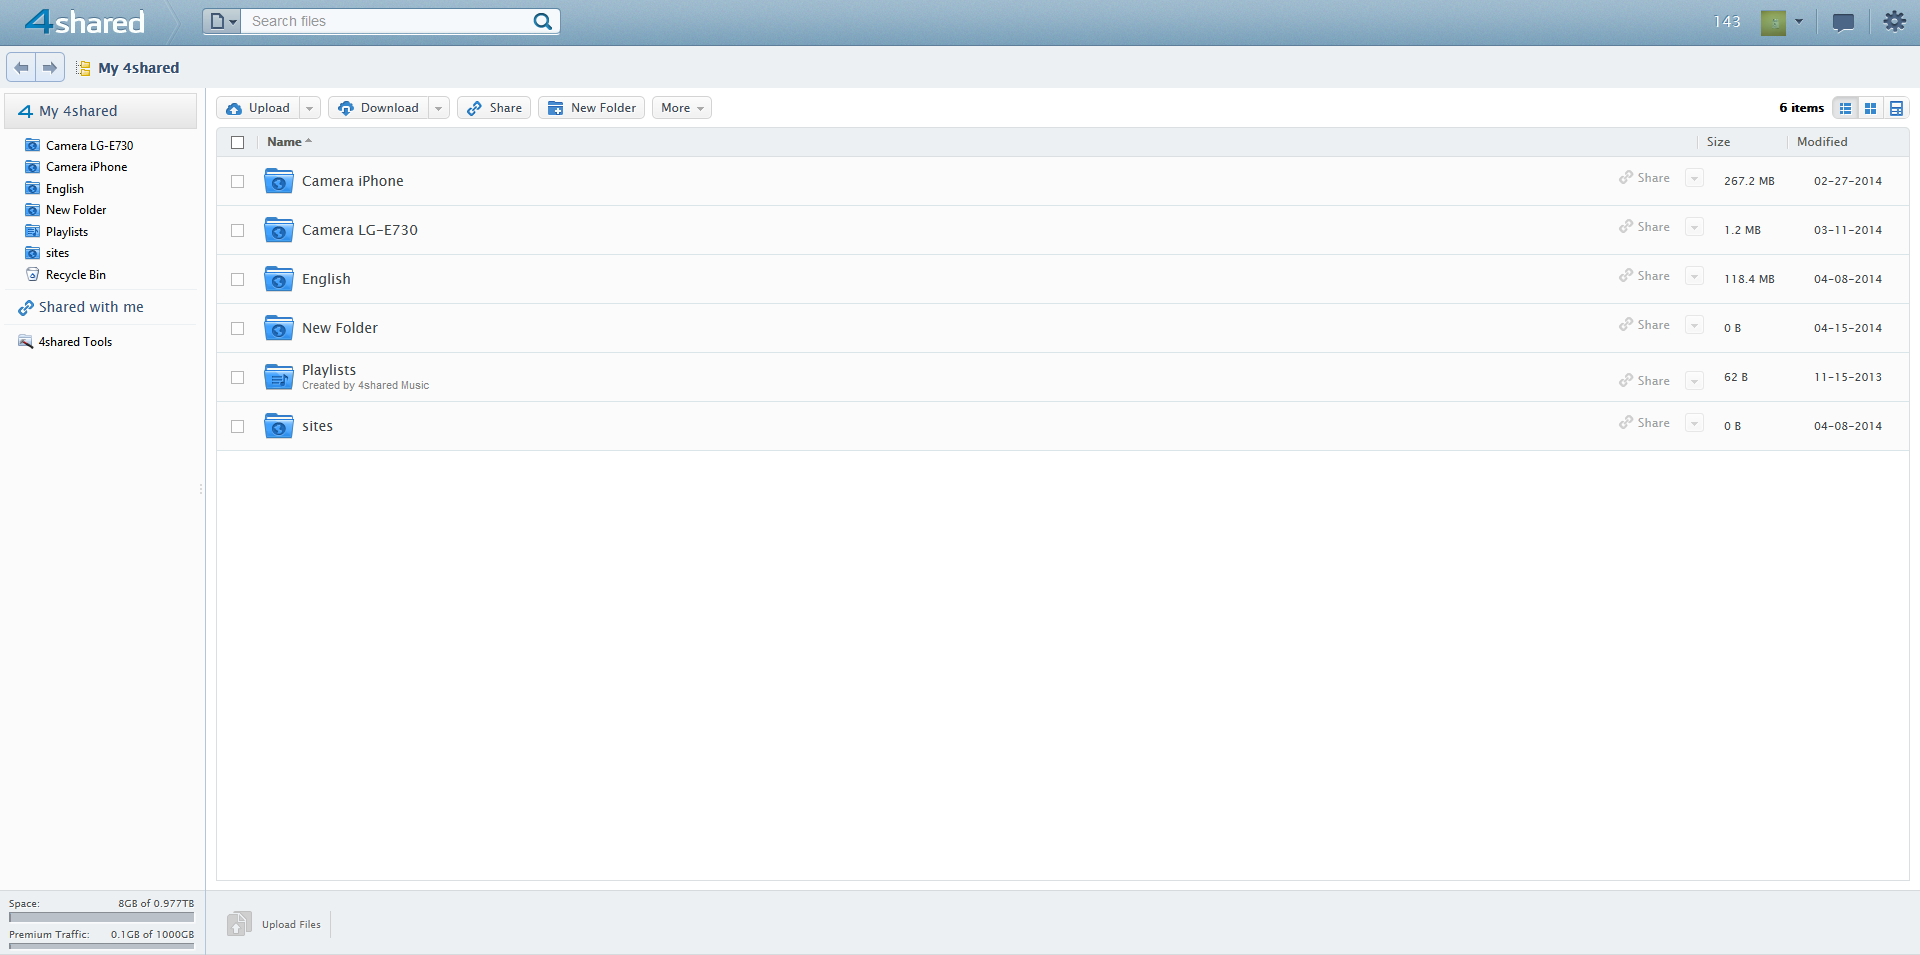 4shared
Search files
143
My 4shared
My 4shared
Camera LG-E730
Camera iPhone
English
New Folder
Playlists
sites
Recycle Bin
Shared with me
4shared Tools
Upload Download Share New Folder More 6 items
Name Size Modified
Camera iPhone Share 267.2 MB 02-27-2014
Camera LG-E730 Share 1.2 MB 03-11-2014
English Share 118.4 MB 04-08-2014
New Folder Share 0 B 04-15-2014
Playlists
Created by 4shared Music Share 62 B 11-15-2013
sites Share 0 B 04-08-2014
Space: 8GB of 0.977TB
Premium Traffic: 0.1GB of 1000GB
Upload Files